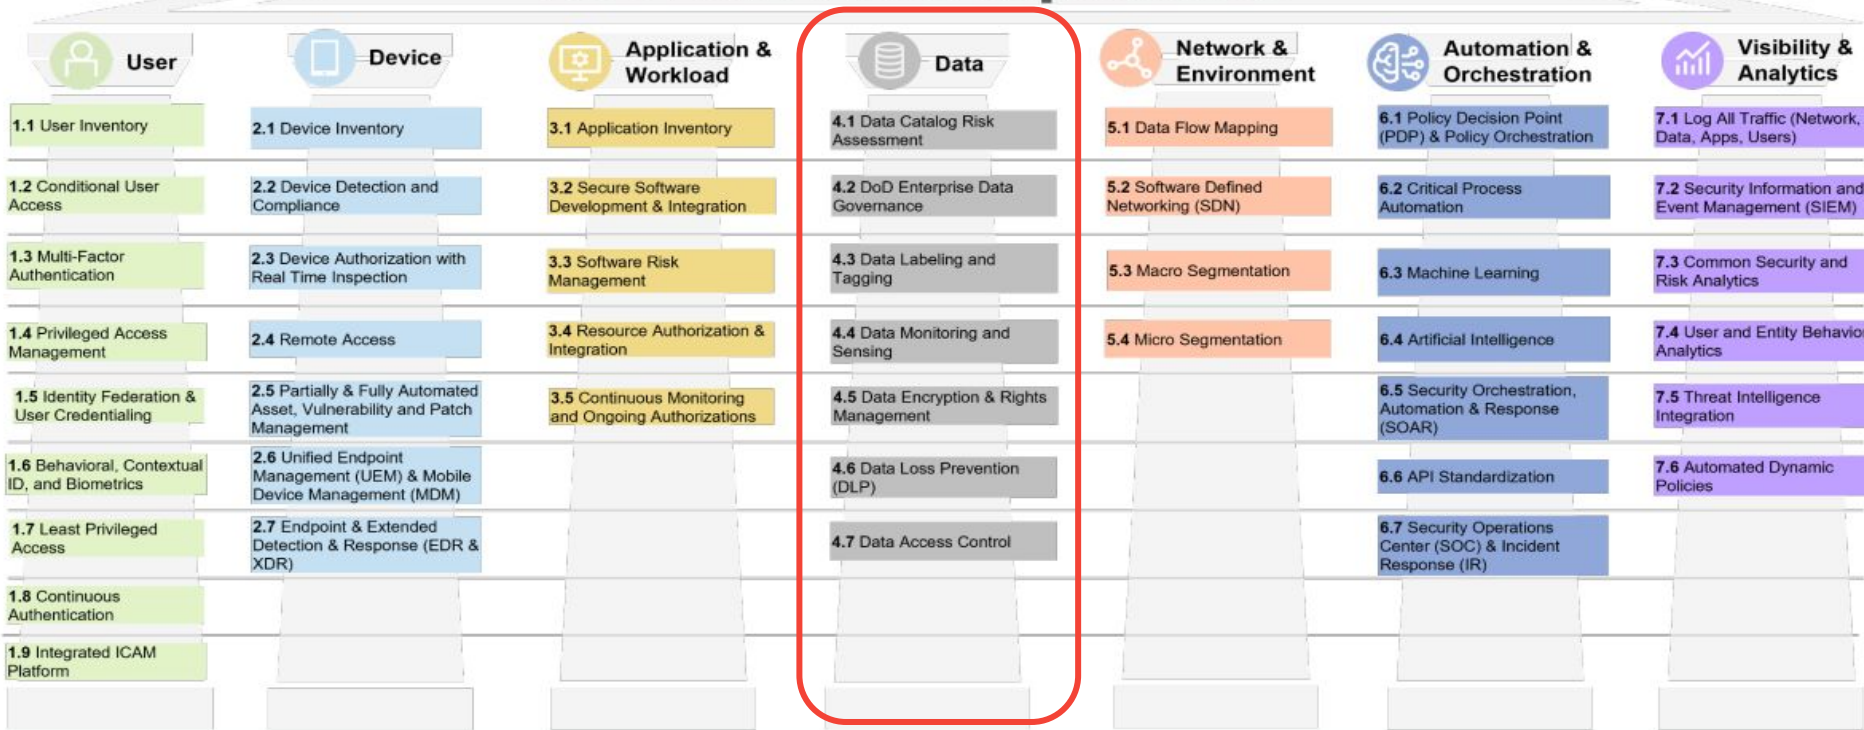 User
1.1 User Inventory
1.2 Conditional User
Access
1.3 Multi-Factor
Authentication
1.4 Privileged Access
Management
1.5 Identity Federation &
User Credentialing
1.6 Behavioral, Contextual
ID, and Biometrics
1.7 Least Privileged
Access
1.8 Continuous
Authentication
1.9 Integrated ICAM
Platform
Device
2.1 Device Inventory
2.2 Device Detection and
Compliance
2.3 Device Authorization with
Real Time Inspection
2.4 Remote Access
2.5 Partially & Fully Automated
Asset, Vulnerability and Patch
Management
2.6 Unified Endpoint
Management (UEM) & Mobile
Device Management (MDM)
2.7 Endpoint & Extended
Detection & Response (EDR &
XDR)
Application &
Workload
3.1 Application Inventory
3.2 Secure Software
Development & Integration
3.3 Software Risk
Management
3.4 Resource Authorization &
Integration
3.5 Continuous Monitoring
and Ongoing Authorizations
Data
4.1 Data Catalog Risk
Assessment
4.2 DoD Enterprise Data
Governance
4.3 Data Labeling and
Tagging
4.4 Data Monitoring and
Sensing
4.5 Data Encryption & Rights
Management
4.6 Data Loss Prevention
(DLP)
4.7 Data Access Control
Network &
Environment
5.1 Data Flow Mapping
5.2 Software Defined
Networking (SDN)
5.3 Macro Segmentation
5.4 Micro Segmentation
Automation &
Orchestration
6.1 Policy Decision Point
(PDP) & Policy Orchestration
6.2 Critical Process
Automation
6.3 Machine Learning
6.4 Artificial Intelligence
6.5 Security Orchestration,
Automation & Response
(SOAR)
6.6 API Standardization
6.7 Security Operations
Center (SOC) & Incident
Response (IR)
Visibility &
Analytics
7.1 Log All Traffic (Network,
Data, Apps, Users)
7.2 Security Information and
Event Management (SIEM)
7.3 Common Security and
Risk Analytics
7.4 User and Entity Behavior
Analytics
7.5 Threat Intelligence
Integration
7.6 Automated Dynamic
Policies